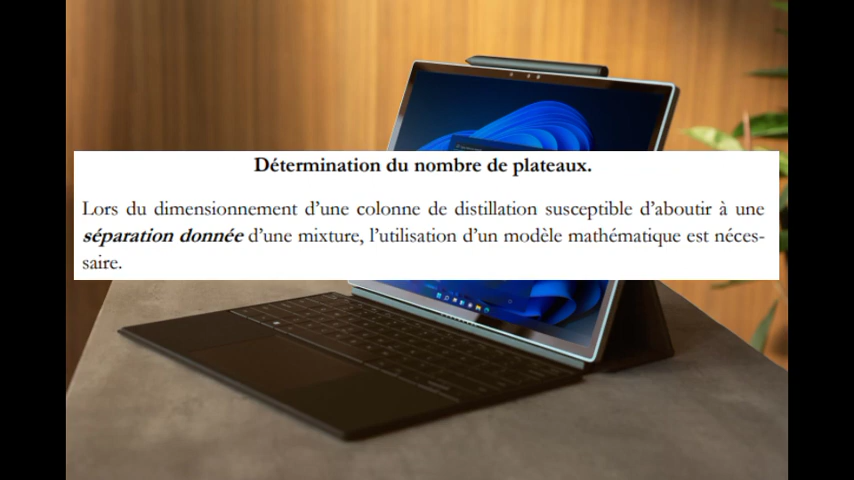 Détermination du nombre de plateaux.
Lors du dimensionnement d'une colonne de distillation susceptible d'aboutir à une
séparation donnée d'une mixture, l'utilisation d'un modèle mathématique est néces-
saire.